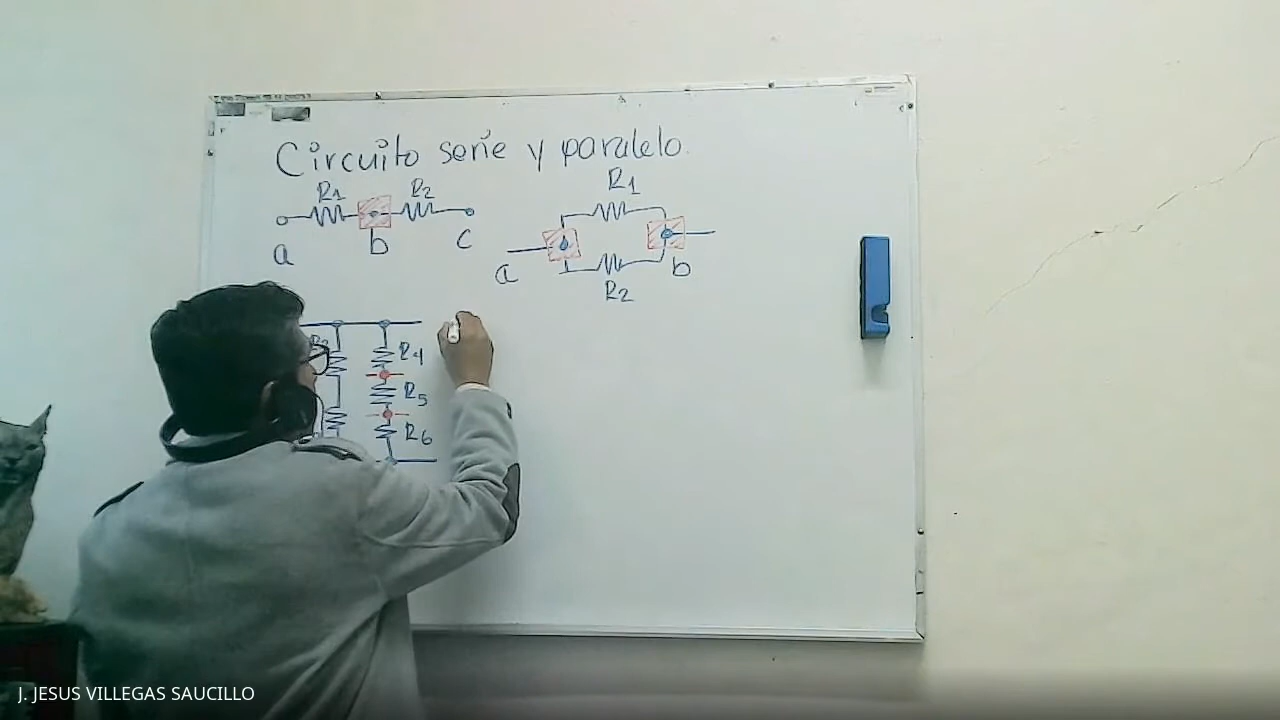 Circuito serie y paralelo
R1 R2
a b c
R1
a b
R2
R4
R5
R6
J. JESUS VILLEGAS SAUCILLO